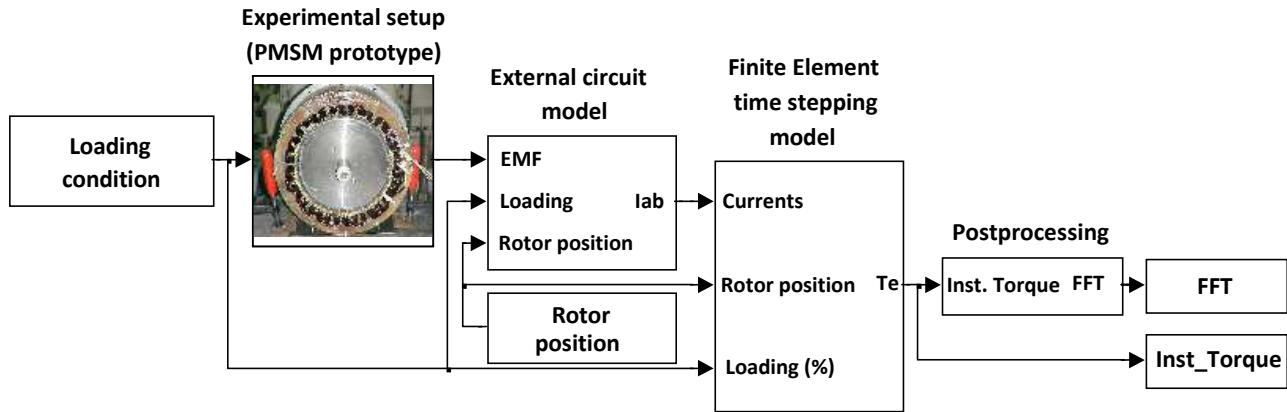 Experimental setup
(PMSM prototype)
Loading
condition
External circuit
model
EMF
Loading Iab
Rotor position
Rotor
position
Finite Element
time stepping
model
Currents
Rotor position Te
Loading (%)
Postprocessing
Inst. Torque FFT
FFT
Inst_Torque